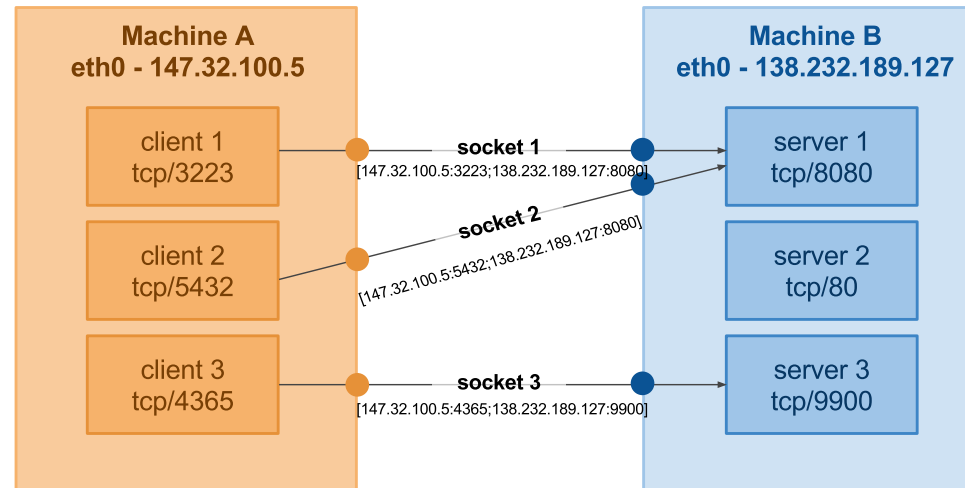 Machine A
eth0 - 147.32.100.5
client 1
tcp/3223
client 2
tcp/5432
client 3
tcp/4365
socket 1
[147.32.100.5:3223;138.232.189.127:8080]
socket 2
[147.32.100.5:5432;138.232.189.127:8080]
socket 3
[147.32.100.5:4365;138.232.189.127:9900]
Machine B
eth0 - 138.232.189.127
server 1
tcp/8080
server 2
tcp/80
server 3
tcp/9900